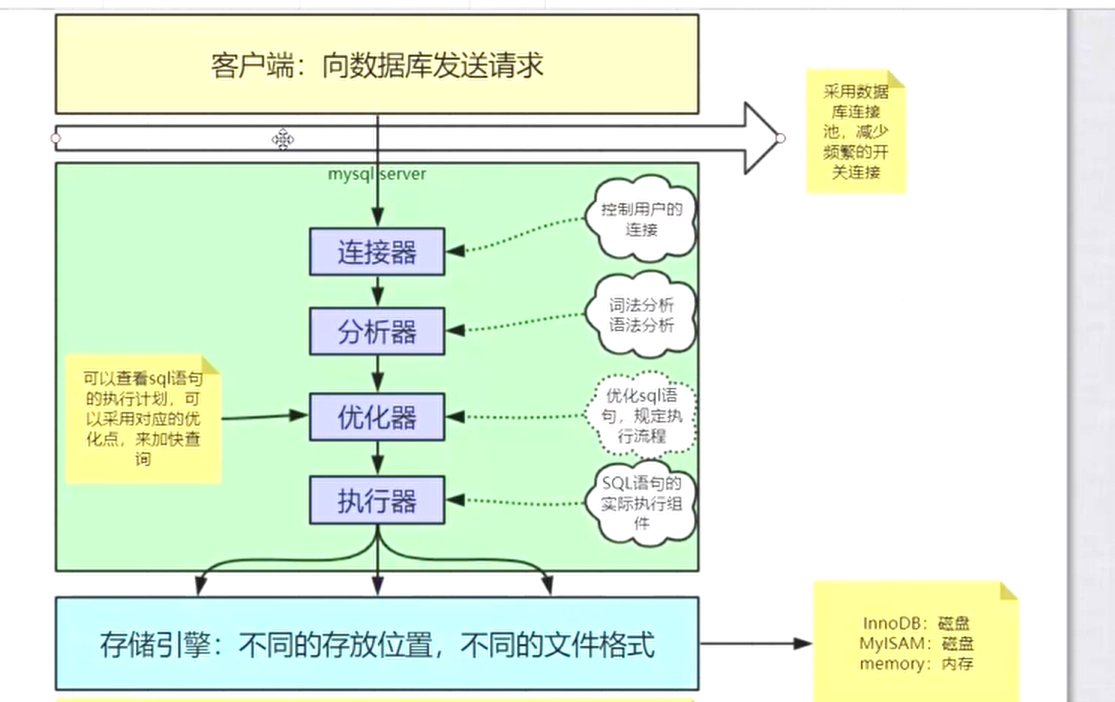 客户端：向数据库发送请求
采用数据
库连接
池，减少
频繁的开
关连接
mysql server
控制用户的
连接
连接器
词法分析
语法分析
分析器
可以查看sql语句
的执行计划，可
以采用对应的优
化点，来加快查
询
优化sql语
句，规定执
行流程
优化器
SQL语句的
实际执行组
件
执行器
存储引擎：不同的存放位置，不同的文件格式
InnoDB：磁盘
MyISAM：磁盘
memory：内存